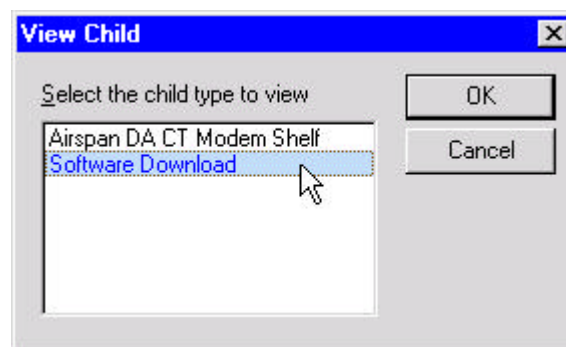 View Child
Select the child type to view
OK
Airspan DA CT Modem Shelf
Cancel
Software Download